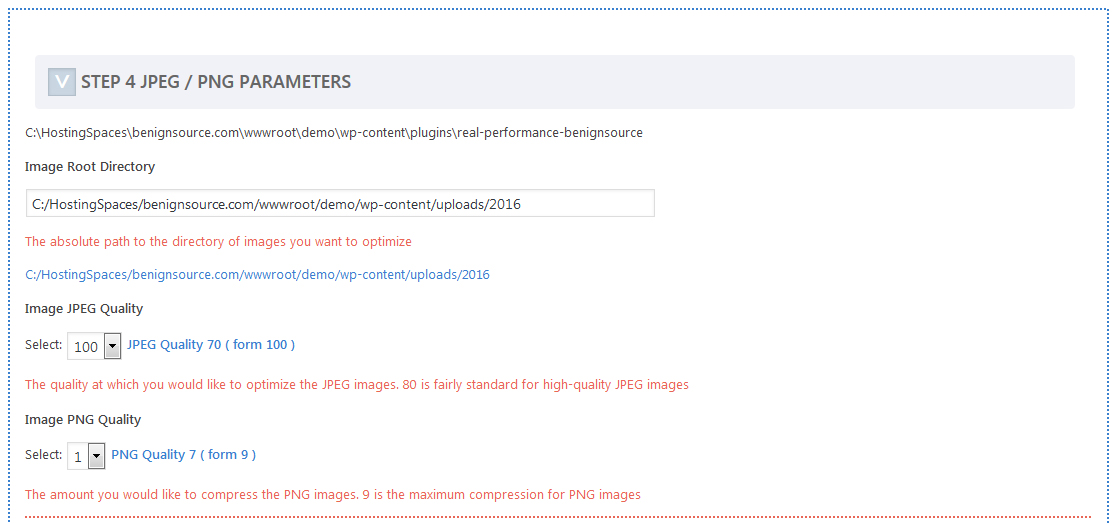 V STEP 4 JPEG / PNG PARAMETERS
C:\HostingSpaces\benignsource.com\wwwroot\demo\wp-content\plugins\real-performance-benignsource
Image Root Directory
C:/HostingSpaces/benignsource.com/wwwroot/demo/wp-content/uploads/2016
The absolute path to the directory of images you want to optimize
C:/HostingSpaces/benignsource.com/wwwroot/demo/wp-content/uploads/2016
Image JPEG Quality
Select: 100 JPEG Quality 70 ( form 100 )
The quality at which you would like to optimize the JPEG images. 80 is fairly standard for high-quality JPEG images
Image PNG Quality
Select: 1 PNG Quality 7 ( form 9 )
The amount you would like to compress the PNG images. 9 is the maximum compression for PNG images